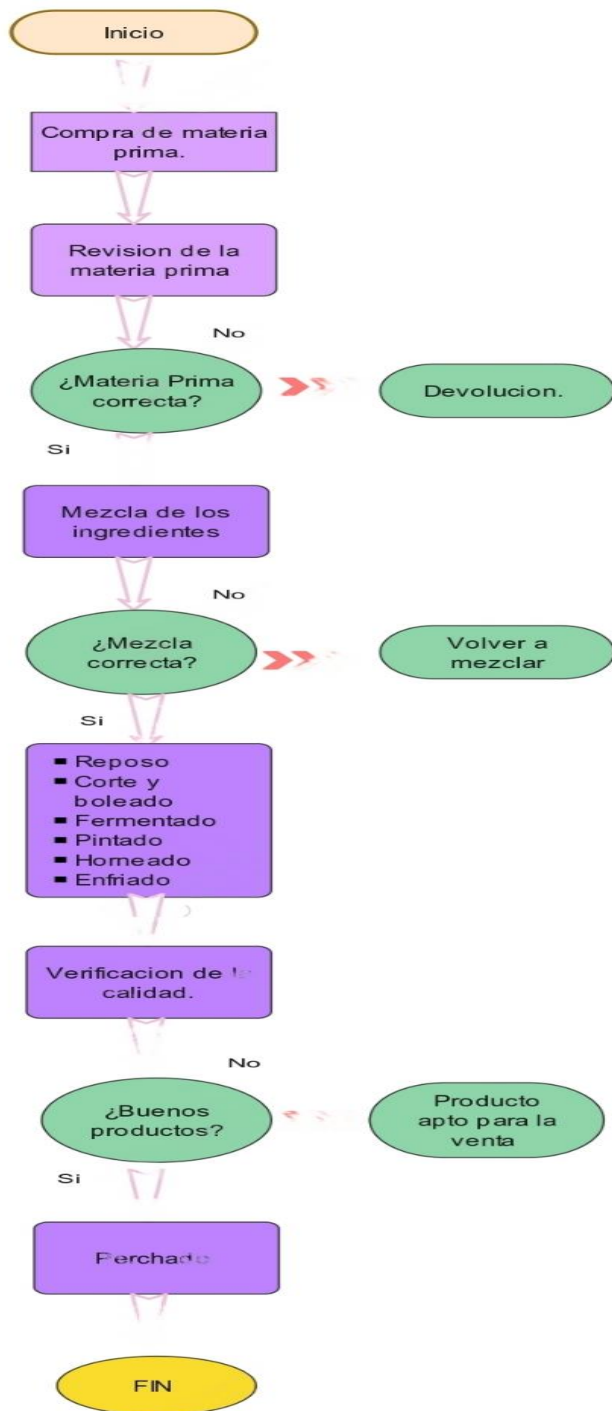 Inicio
Compra de materia
prima.
Revision de la
materia prima
No
¿Materia Prima
correcta?
Devolucion.
Si
Mezcla de los
ingredientes
No
¿Mezcla
correcta?
Volver a
mezclar
Si
▪ Reposo
▪ Corte y
boleado
▪ Fermentado
▪ Pintado
▪ Horneado
▪ Enfriado
Verificacion de la
calidad.
No
¿Buenos
productos?
Producto
apto para la
venta
Si
Perchado
FIN